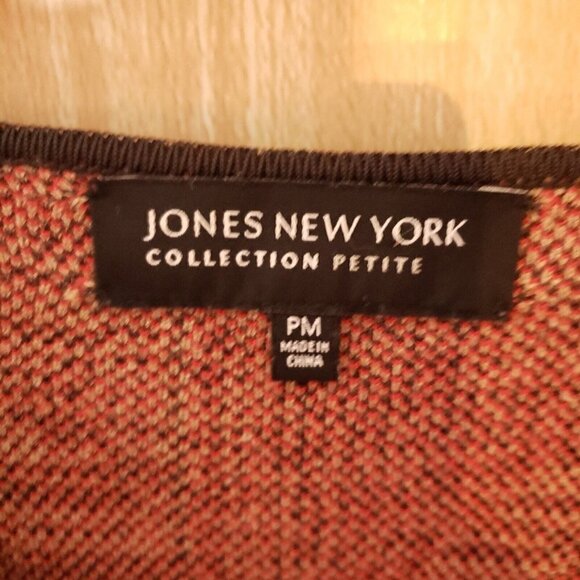 JONES NEW YORK
COLLECTION PETITE
PM
MADE IN
CHINA